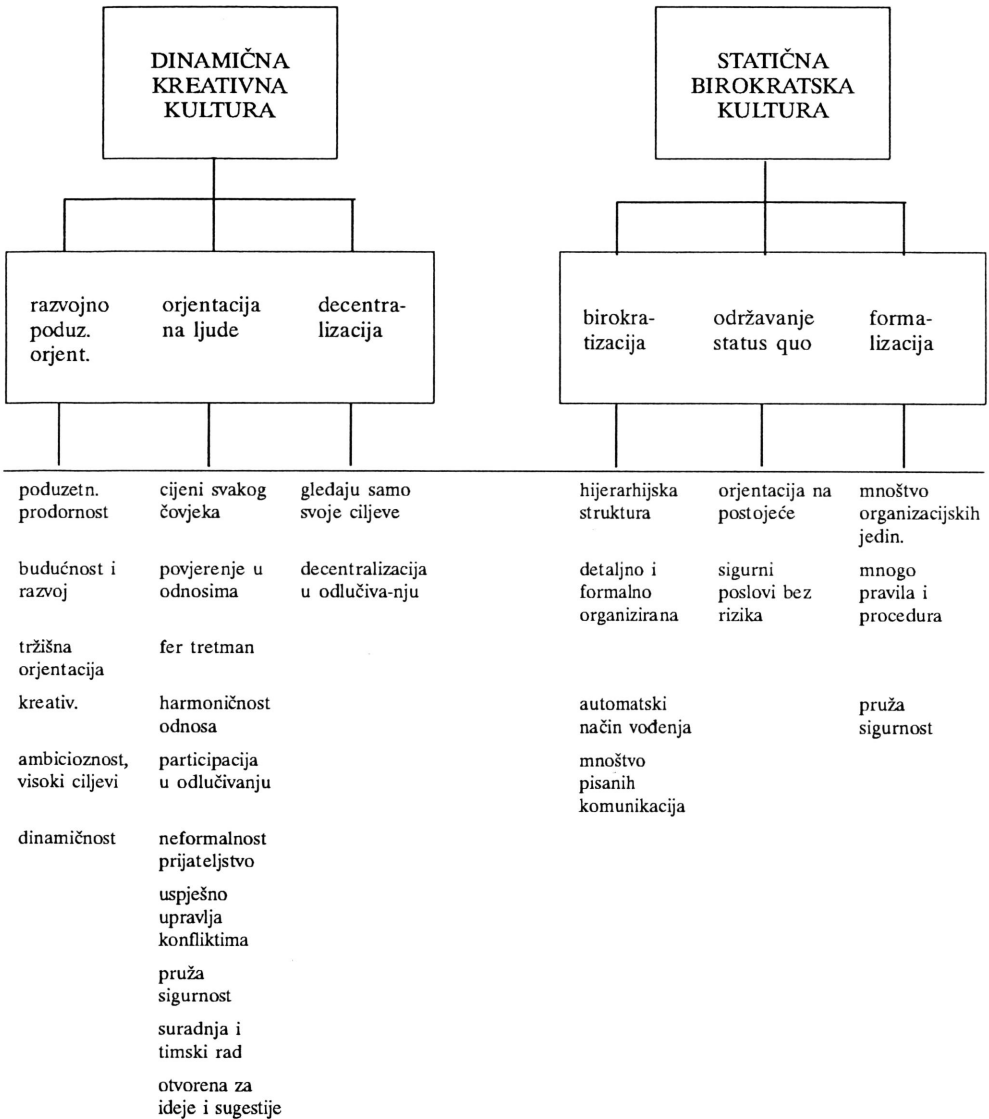 DINAMIČNA
KREATIVNA
KULTURA
STATIČNA
BIROKRATSKA
KULTURA
razvojno
poduz.
orjent.
orjentacija
na ljude
decentra-
lizacija
birokra-
tizacija
održavanje
status quo
forma-
lizacija
poduzetn.
prodornost
cijeni svakog
čovjeka
gledaju samo
svoje ciljeve
hijerarhijska
struktura
orjentacija na
postojeće
mnoštvo
organizacijskih
jedin.
budućnost i
razvoj
povjerenje u
odnosima
decentralizacija
u odlučiva-nju
detaljno i
formalno
organizirana
sigurni
poslovi bez
rizika
mnogo
pravila i
procedura
tržišna
orjentacija
fer tretman
kreativ.
harmoničnost
odnosa
automatski
način vođenja
pruža
sigurnost
ambicioznost,
visoki ciljevi
participacija
u odlučivanju
mnoštvo
pisanih
komunikacija
dinamičnost
neformalnost
prijateljstvo
uspješno
upravlja
konfliktima
pruža
sigurnost
suradnja i
timski rad
otvorena za
ideje i sugestije